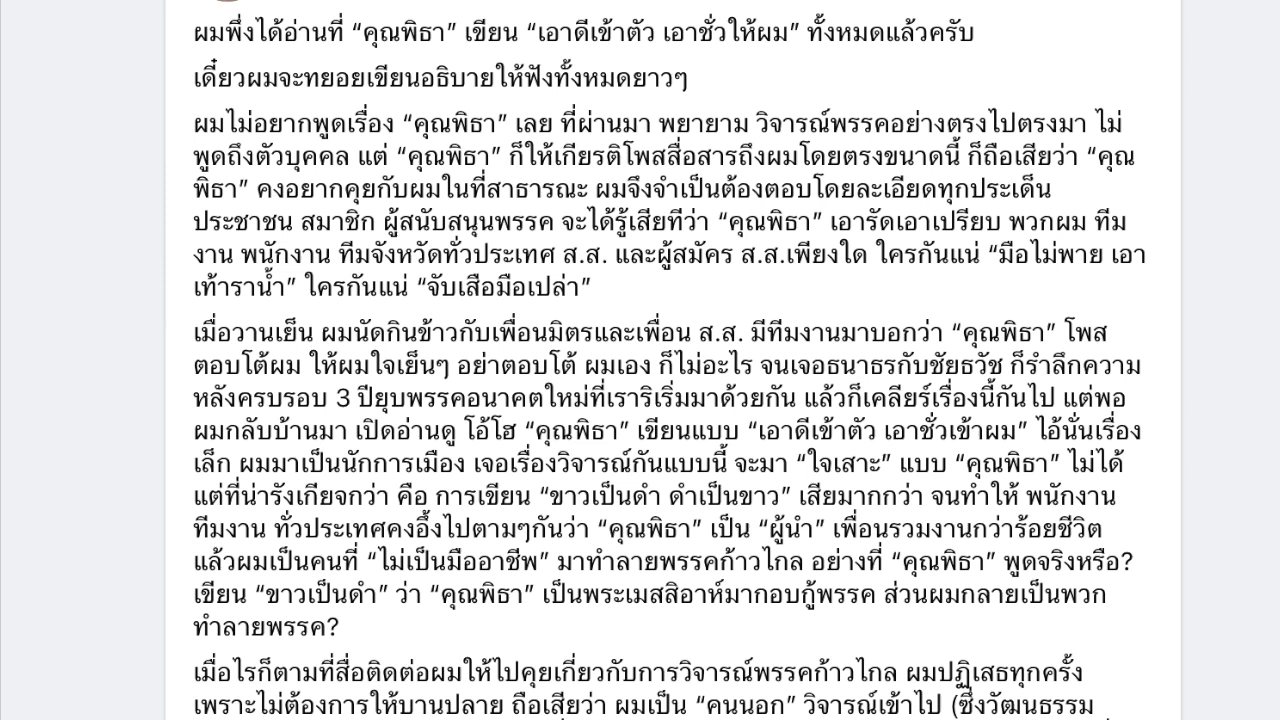 ผมพึ่งได้อ่านที่ “คุณพิธา” เขียน “เอาดีเข้าตัว เอาชั่วให้ผม” ทั้งหมดแล้วครับ
เดี๋ยวผมจะทยอยเขียนอธิบายให้ฟังทั้งหมดยาวๆ
ผมไม่อยากพูดเรื่อง “คุณพิธา” เลย ที่ผ่านมา พยายาม วิจารณ์พรรคอย่างตรงไปตรงมา ไม่
พูดถึงตัวบุคคล แต่ “คุณพิธา” ก็ให้เกียรติโพสสื่อสารถึงผมโดยตรงขนาดนี้ ก็ถือเสียว่า “คุณ
พิธา” คงอยากคุยกับผมในที่สาธารณะ ผมจึงจำเป็นต้องตอบโดยละเอียดทุกประเด็น
ประชาชน สมาชิก ผู้สนับสนุนพรรค จะได้รู้เสียทีว่า “คุณพิธา” เอารัดเอาเปรียบ พวกผม ทีม
งาน พนักงาน ทีมจังหวัดทั่วประเทศ ส.ส. และผู้สมัคร ส.ส.เพียงใด ใครกันแน่ “มือไม่พาย เอา
เท้าราน้ำ” ใครกันแน่ “จับเสือมือเปล่า”
เมื่อวานเย็น ผมนัดกินข้าวกับเพื่อนมิตรและเพื่อน ส.ส. มีทีมงานมาบอกว่า “คุณพิธา” โพส
ตอบโต้ผม ให้ผมใจเย็นๆ อย่าตอบโต้ ผมเอง ก็ไม่อะไร จนเจอธนาธรกับชัยธวัช ก็รำลึกความ
หลังครบรอบ 3 ปียุบพรรคอนาคตใหม่ที่เราริเริ่มมาด้วยกัน แล้วก็เคลียร์เรื่องนี้กันไป แต่พอ
ผมกลับบ้านมา เปิดอ่านดู โอ้โฮ “คุณพิธา” เขียนแบบ “เอาดีเข้าตัว เอาชั่วเข้าผม” ไอ้นั่นเรื่อง
เล็ก ผมมาเป็นนักการเมือง เจอเรื่องวิจารณ์กันแบบนี้ จะมา “ใจเสาะ” แบบ “คุณพิธา” ไม่ได้
แต่ที่น่ารังเกียจกว่า คือ การเขียน “ขาวเป็นดำ ดำเป็นขาว” เสียมากกว่า จนทำให้ พนักงาน
ทีมงาน ทั่วประเทศคงอึ้งไปตามๆกันว่า “คุณพิธา” เป็น “ผู้นำ” เพื่อนรวมงานกว่าร้อยชีวิต
แล้วผมเป็นคนที่ “ไม่เป็นมืออาชีพ” มาทำลายพรรคก้าวไกล อย่างที่ “คุณพิธา” พูดจริงหรือ?
เขียน “ขาวเป็นดำ” ว่า “คุณพิธา” เป็นพระเมสสิอาห์มากอบกู้พรรค ส่วนผมกลายเป็นพวก
ทำลายพรรค?
เมื่อไรก็ตามที่สื่อติดต่อผมให้ไปคุยเกี่ยวกับการวิจารณ์พรรคก้าวไกล ผมปฏิเสธทุกครั้ง
เพราะไม่ต้องการให้บานปลาย ถือเสียว่า ผมเป็น “คนนอก” วิจารณ์เข้าไป (ซึ่งวัฒนธรรม